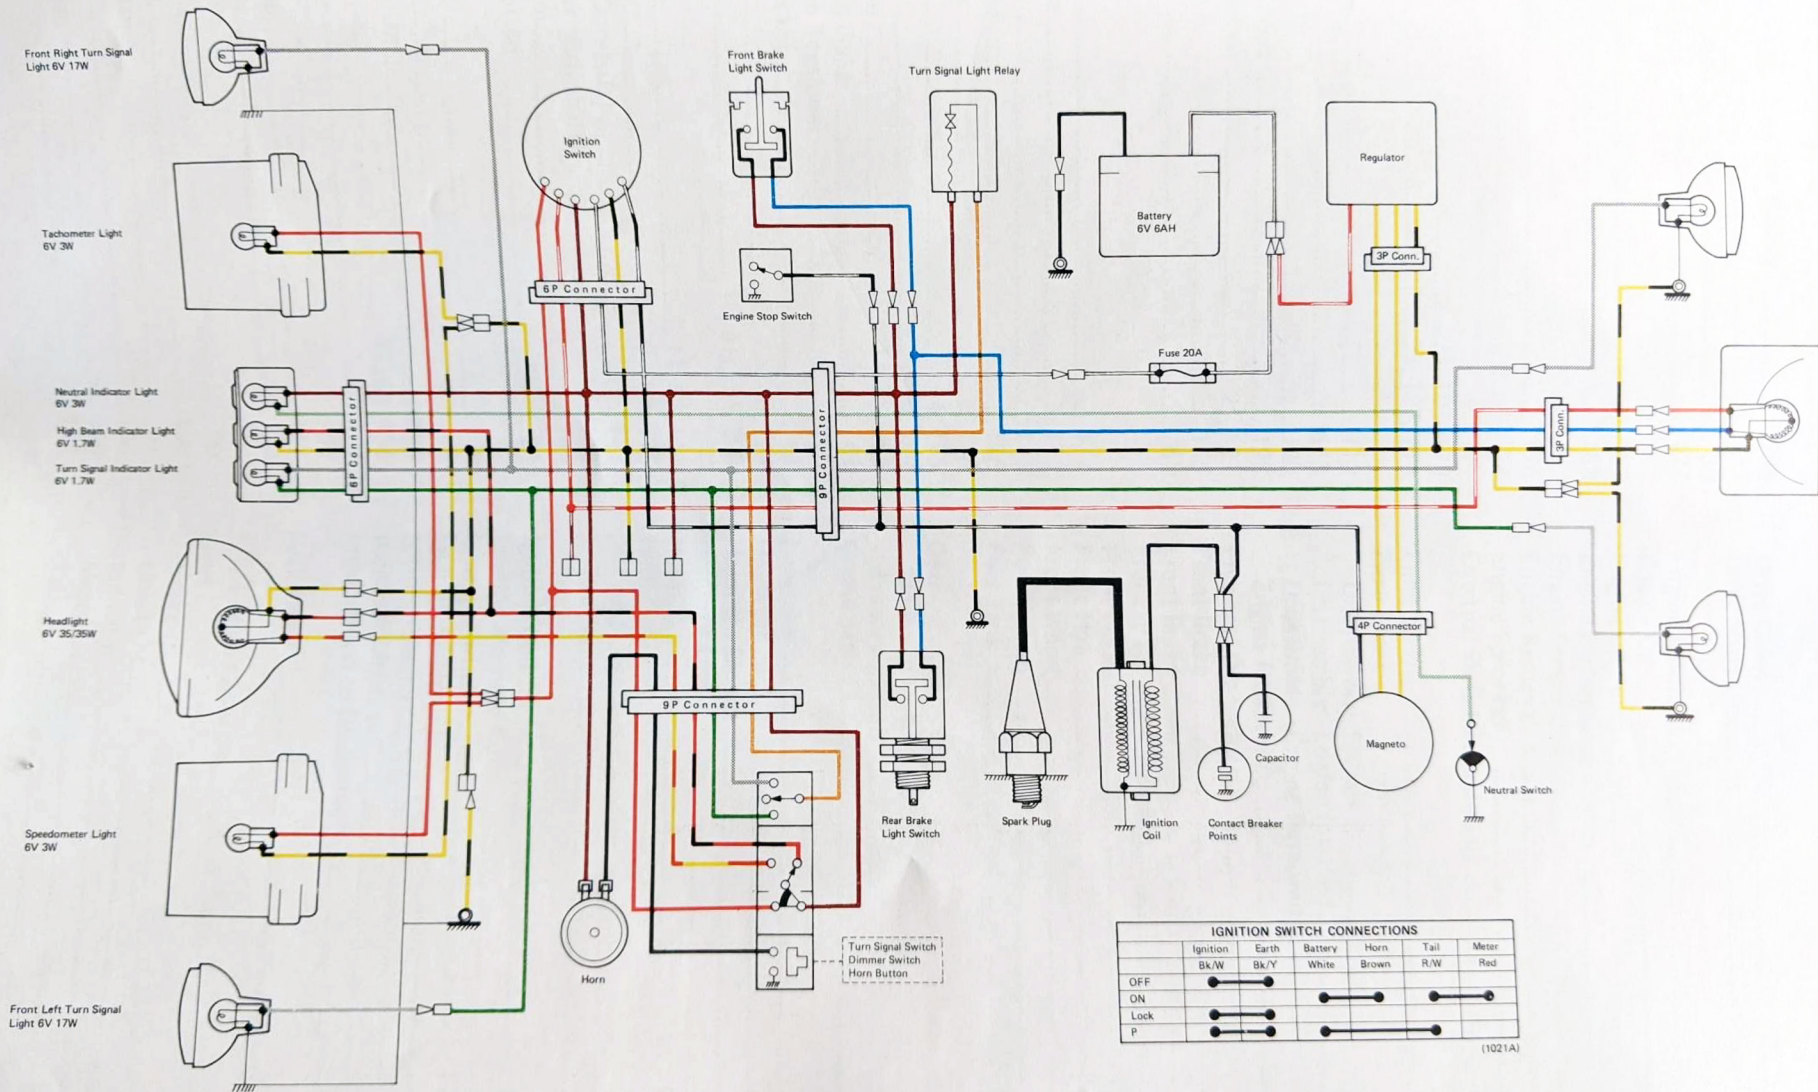 Front Right Turn Signal
Light 6V 17W
Front Brake
Light Switch
Turn Signal Light Relay
Ignition
Switch
Regulator
Battery
6V 6AH
Tachometer Light
6V 3W
3P Conn.
6P Connector
Engine Stop Switch
Fuse 20A
Neutral Indicator Light
6V 3W
High Beam Indicator Light
6V 1.7W
Turn Signal Indicator Light
6V 1.7W
6P Connector
9P Connector
3P Conn.
Headlight
6V 35/35W
4P Connector
9P Connector
Magneto
Capacitor
Neutral Switch
Speedometer Light
6V 3W
Rear Brake
Light Switch
Spark Plug
Ignition
Coil
Contact Breaker
Points
Horn
Turn Signal Switch
Dimmer Switch
Horn Button
Front Left Turn Signal
Light 6V 17W
IGNITION SWITCH CONNECTIONS
Ignition Earth Battery Horn Tail Meter
Bk/W Bk/Y White Brown R/W Red
OFF
ON
Lock
P
(1021A)